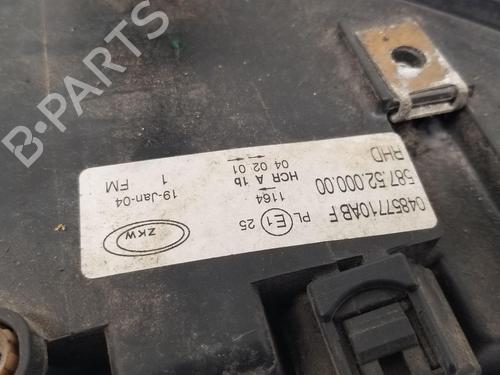 B-PARTS
04857710AB F
587.52.000.00
RHD
PL E1 25
1164
HCR A 1b
04 02 01
ZKW
19-Jan-04
1 FM